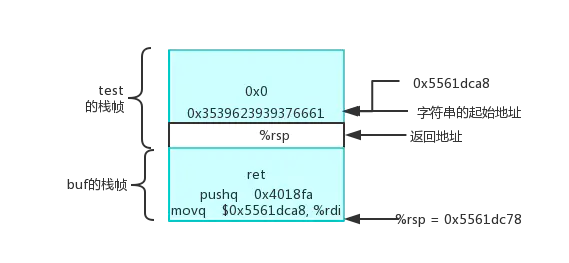 test
的栈帧
0x0
0x3539623939376661
0x5561dca8
字符串的起始地址
%rsp
返回地址
buf的栈帧
ret
pushq 0x4018fa
movq $0x5561dca8, %rdi
%rsp = 0x5561dc78